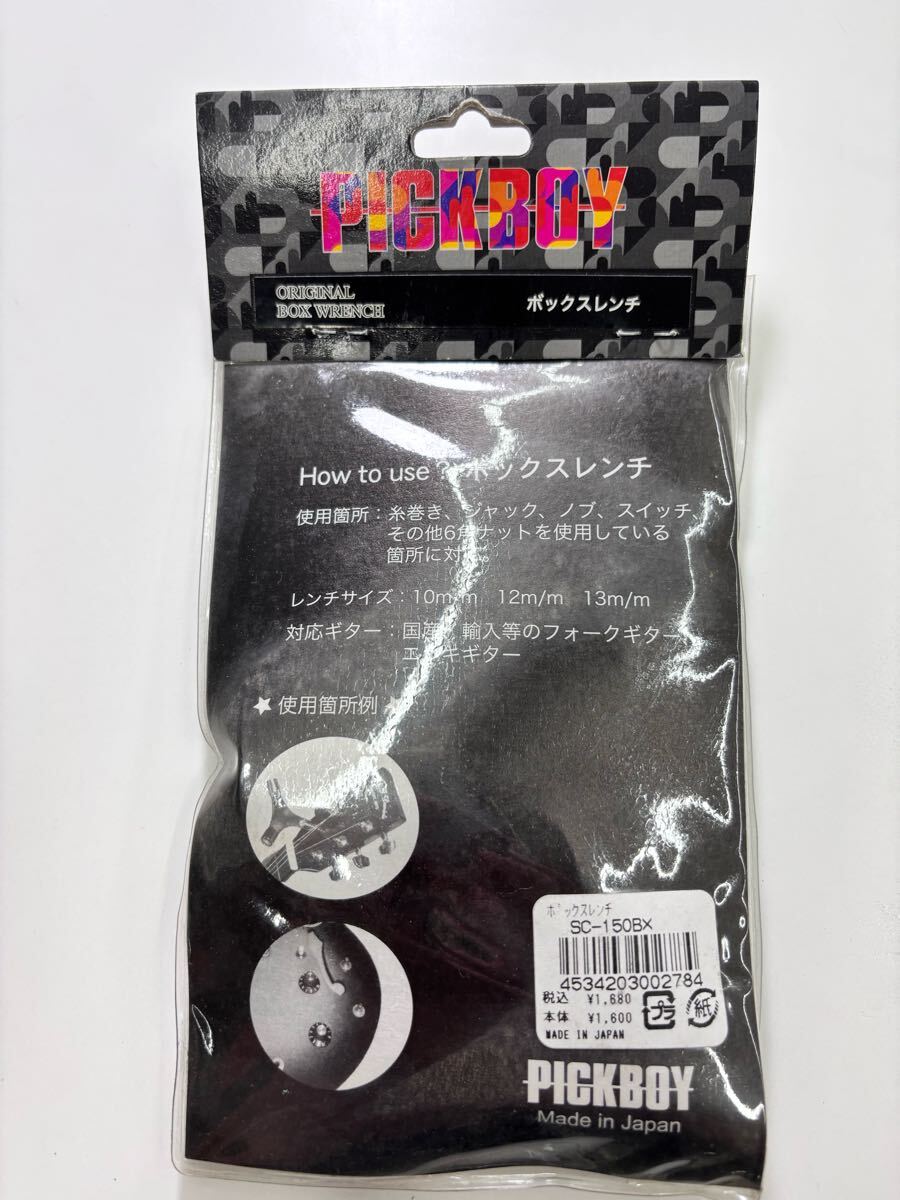 PICKBOY
ORIGINAL
BOX WRENCH
ボックスレンチ
How to use ? ボックスレンチ
使用箇所：糸巻き、ジャック、ノブ、スイッチ、
その他6角ナットを使用している
箇所に対応。
レンチサイズ：10m/m 12m/m 13m/m
対応ギター：国産、輸入等のフォークギター
エレキギター
★ 使用箇所例 ★
ボックスレンチ
SC-150BX
4534203002784
税込 ¥1,680
本体 ¥1,600
プラ
紙
MADE IN JAPAN
PICKBOY
Made in Japan